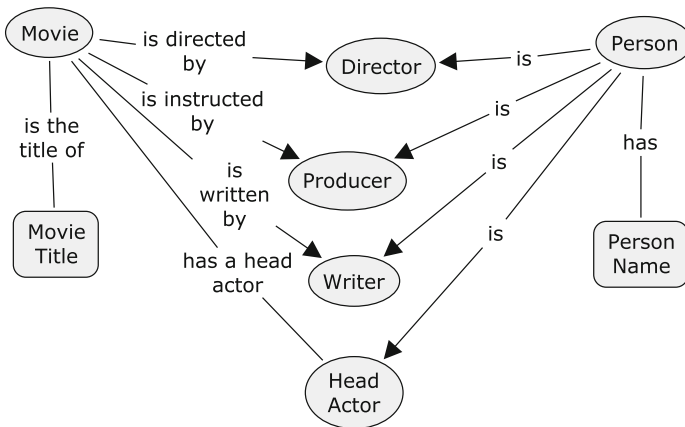 Movie
Person
is directed
by
Director
is
is instructed
by
is
is the
title of
has
Producer
is
written
by
is
Movie
Title
Person
Name
has a head
actor
Writer
is
Head
Actor